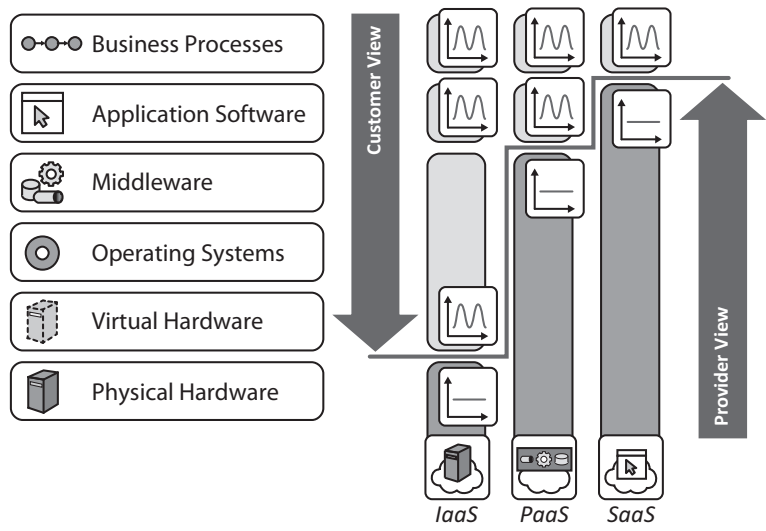 Business Processes
Application Software
Middleware
Operating Systems
Virtual Hardware
Physical Hardware
Customer View
Provider View
IaaS
PaaS
SaaS